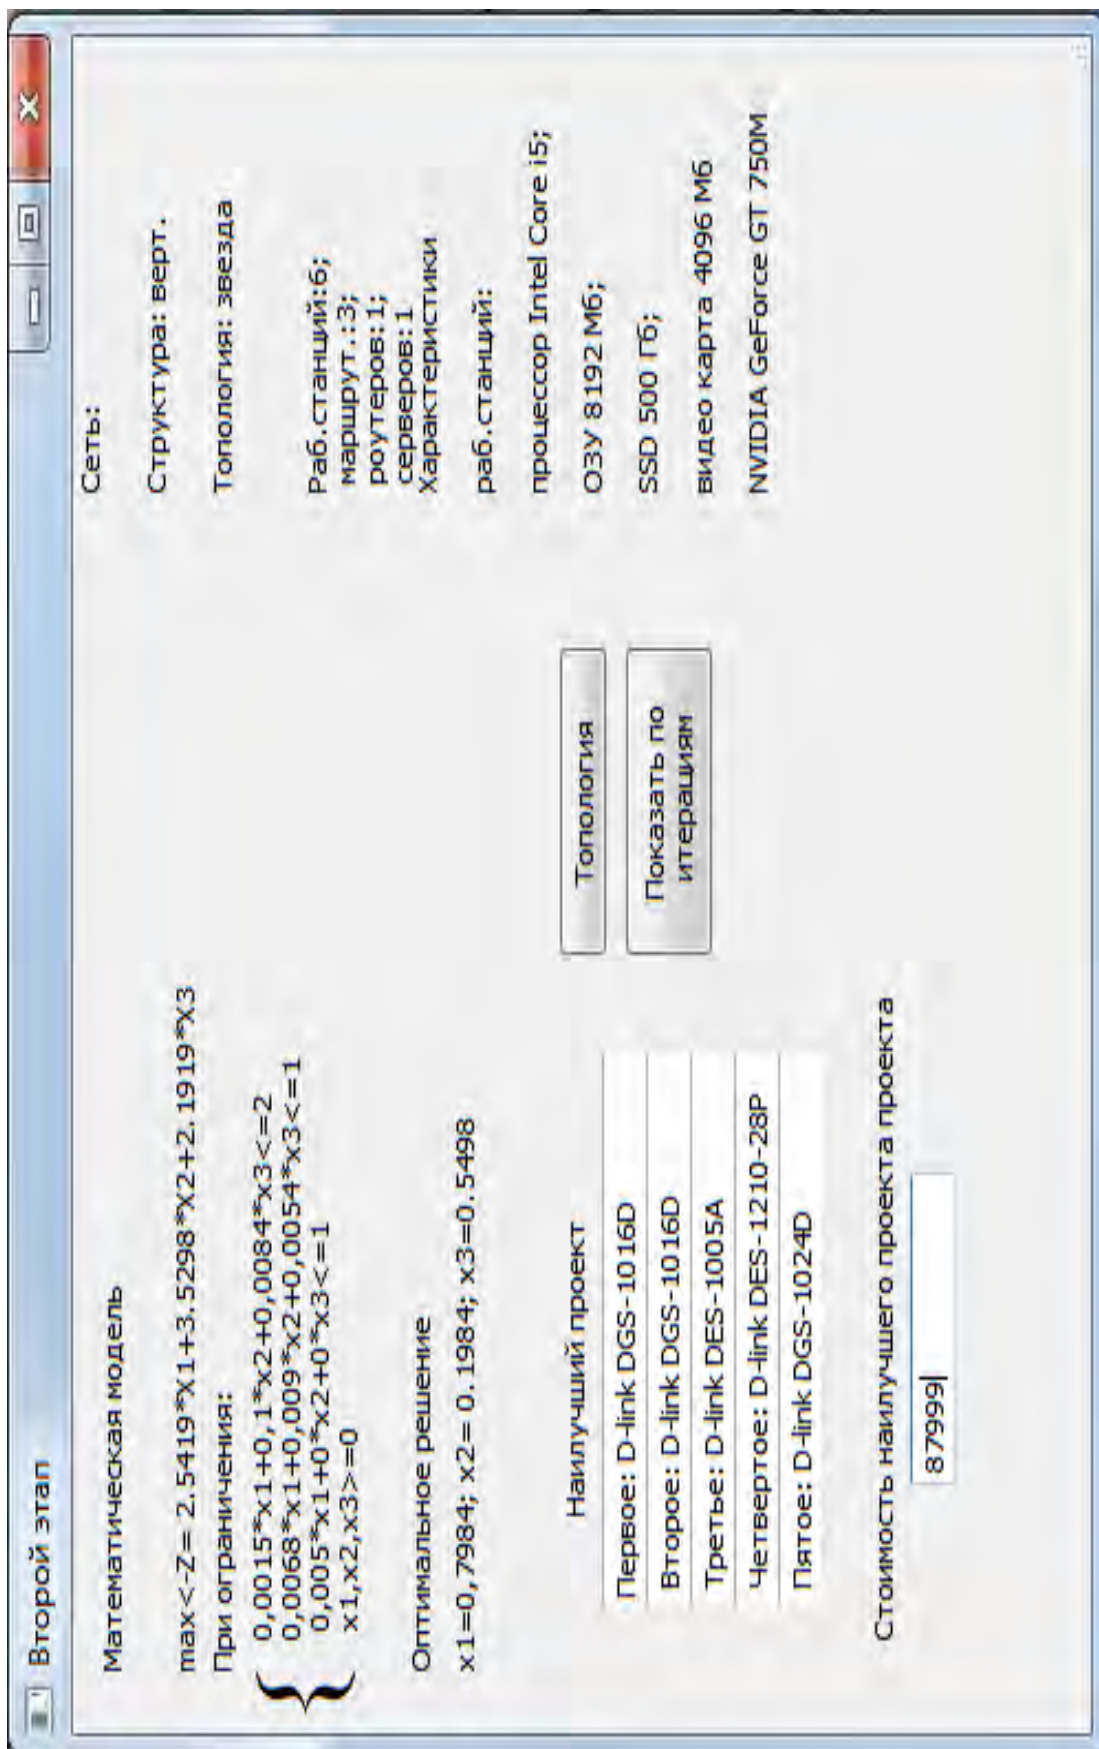 Второй этап
Математическая модель
max<-Z= 2.5419*x1+3.5298*x2+2.1919*x3
При ограничения:
0,0015*x1+0,1*x2+0,0084*x3<=2
0,0068*x1+0,009*x2+0,0054*x3<=1
0,005*x1+0*x2+0*x3<=1
x1,x2,x3>=0
Оптимальное решение
x1=0,7984; x2= 0.1984; x3=0.5498
Наилучший проект
Первое: D-link DGS-1016D
Второе: D-link DGS-1016D
Третье: D-link DES-1005A
Четвертое: D-link DES-1210-28P
Пятое: D-link DGS-1024D
Стоимость наилучшего проекта проекта
87999
Топология
Показать по
итерациям
Сеть:
Структура: верт.
Топология: звезда
Раб.станций:6;
маршрут.:3;
роутеров:1;
серверов:1
Характеристики
раб.станций:
процессор Intel Core i5;
ОЗУ 8192 Мб;
SSD 500 Гб;
видео карта 4096 Мб
NVIDIA GeForce GT 750M